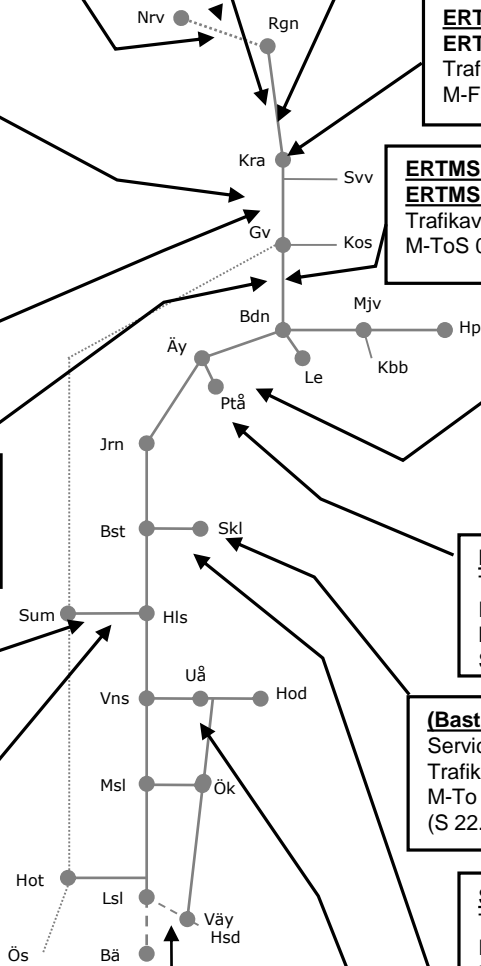 Nrv
Rgn
ERT
ERT
Traf
M-F
Kra
Svv
ERTMS
ERTMS
Trafikav
M-ToS 0
Gv
Kos
Bdn
Mjv
Hp
Äy
Le
Kbb
Ptå
Jrn
Bst
Skl
Sum
Hls
Uå
Vns
Hod
(Bast
Servic
Trafik
M-To
(S 22.
Msl
Ök
Hot
Lsl
Väy
Hsd
Ös
Bä